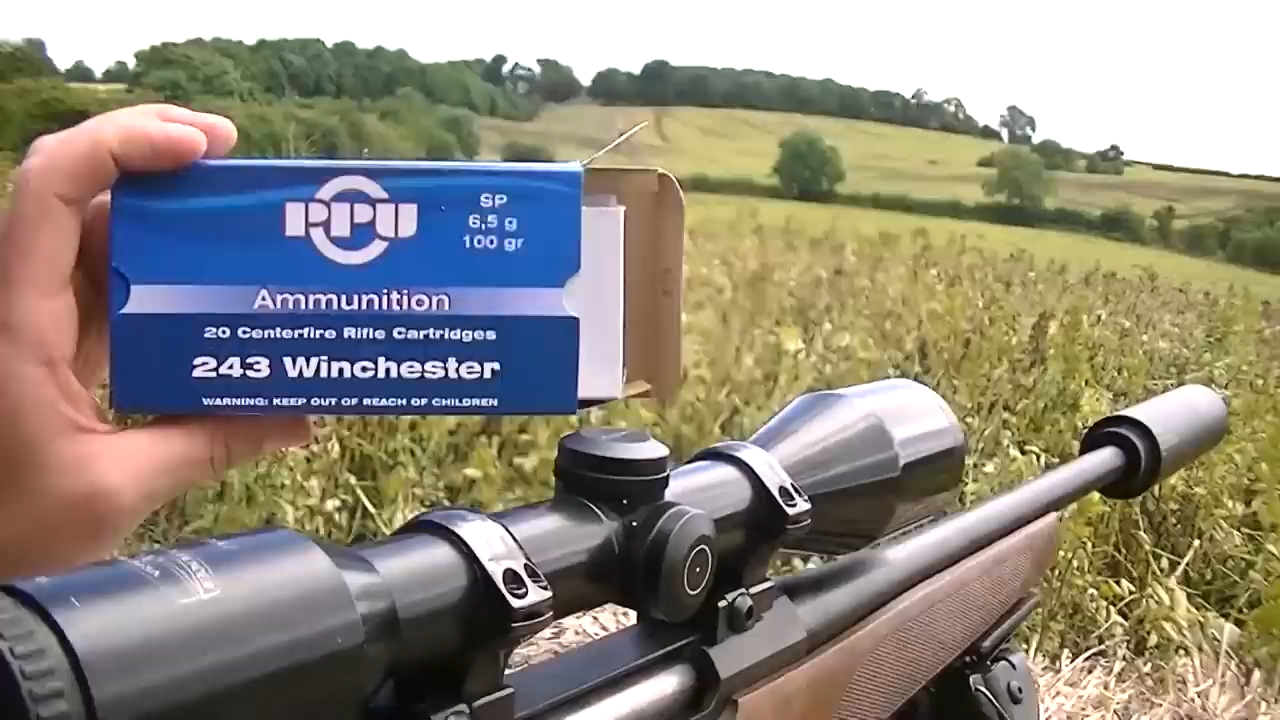 PPU
SP
6,5 g
100 gr
Ammunition
20 Centerfire Rifle Cartridges
243 Winchester
WARNING: KEEP OUT OF REACH OF CHILDREN